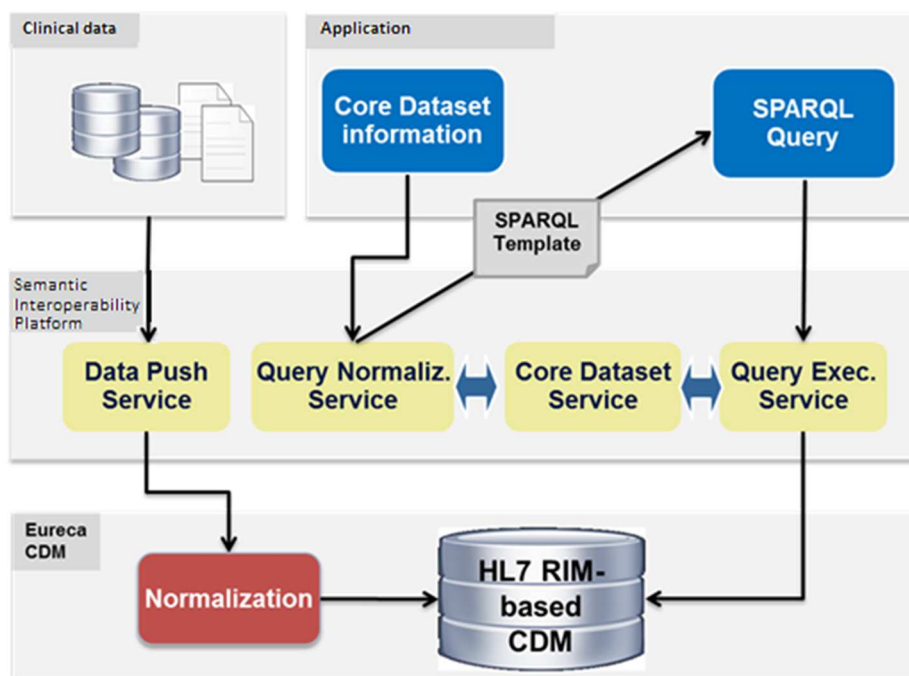 Clinical data
Application
Core Dataset
information
SPARQL
Query
SPARQL
Template
Semantic
Interoperability
Platform
Data Push
Service
Query Normaliz.
Service
Core Dataset
Service
Query Exec.
Service
Eureca
CDM
Normalization
HL7 RIM-
based
CDM